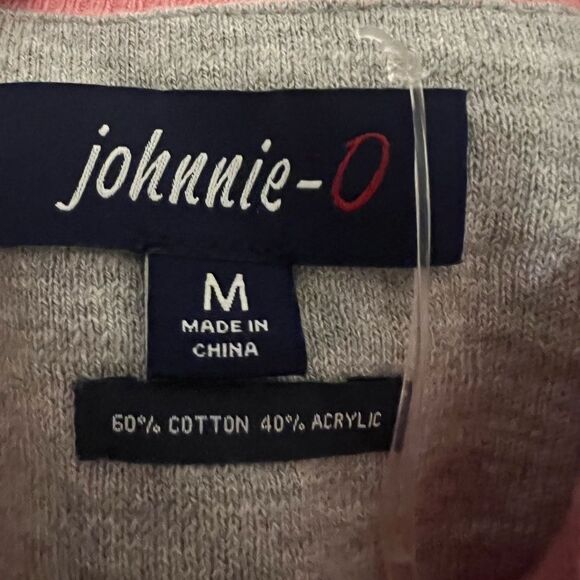 johnnie-O
M
MADE IN
CHINA
60% COTTON 40% ACRYLIC